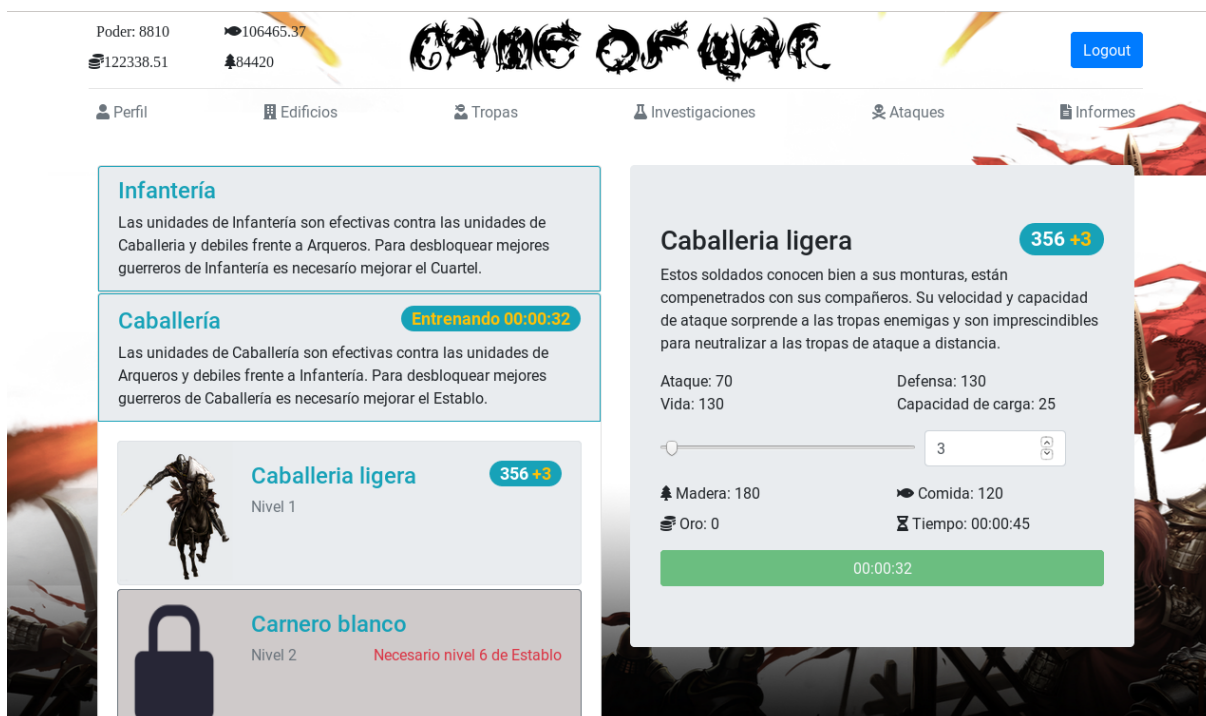 Poder: 8810
106465.37
122338.51
84420
GAME OF WAR
Logout
Perfil
Edificios
Tropas
Investigaciones
Ataques
Informes
Infantería
Las unidades de Infantería son efectivas contra las unidades de
Caballeria y debiles frente a Arqueros. Para desbloquear mejores
guerreros de Infantería es necesarío mejorar el Cuartel.
Caballería
Entrenando 00:00:32
Las unidades de Caballería son efectivas contra las unidades de
Arqueros y debiles frente a Infantería. Para desbloquear mejores
guerreros de Caballería es necesarío mejorar el Establo.
Caballeria ligera
356 +3
Nivel 1
Carnero blanco
Nivel 2
Necesario nivel 6 de Establo
Caballeria ligera
356 +3
Estos soldados conocen bien a sus monturas, están
compenetrados con sus compañeros. Su velocidad y capacidad
de ataque sorprende a las tropas enemigas y son imprescindibles
para neutralizar a las tropas de ataque a distancia.
Ataque: 70
Defensa: 130
Vida: 130
Capacidad de carga: 25
3
Madera: 180
Comida: 120
Oro: 0
Tiempo: 00:00:45
00:00:32